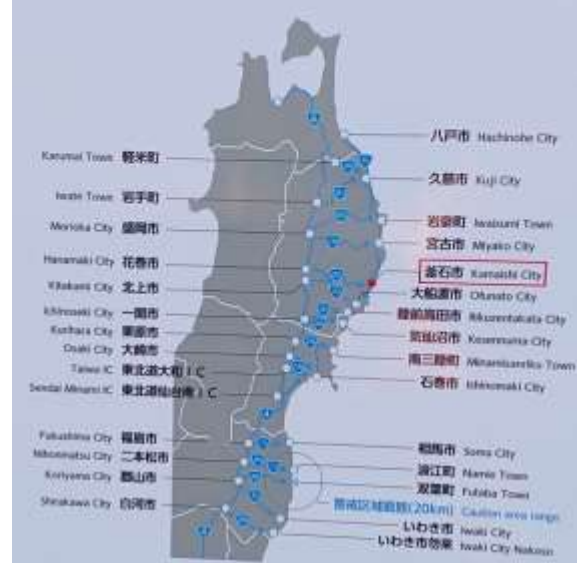 八戸市 Hachinohe City
Karumai Town 軽米町
久慈市 Kuji City
Iwate Town 岩手町
岩泉町 Iwaizumi Town
Morioka City 盛岡市
宮古市 Miyako City
Hanamaki City 花巻市
釜石市 Kamaishi City
Kitakami City 北上市
大船渡市 Ofunato City
Ichinoseki City 一関市
陸前高田市 Rikuzentakata City
Kurihara City 栗原市
気仙沼市 Kesennuma City
Osaki City 大崎市
南三陸町 Minamisanriku Town
Taiwa IC 東北道大和IC
石巻市 Ishinomaki City
Sendai Minami IC 東北道仙台南IC
Fukushima City 福島市
相馬市 Soma City
Nihonmatsu City 二本松市
浪江町 Namie Town
Koriyama City 郡山市
双葉町 Futaba Town
Shirakawa City 白河市
警戒区域範囲(20km) Caution area range
いわき市 Iwaki City
いわき市勿来 Iwaki City Nakoso